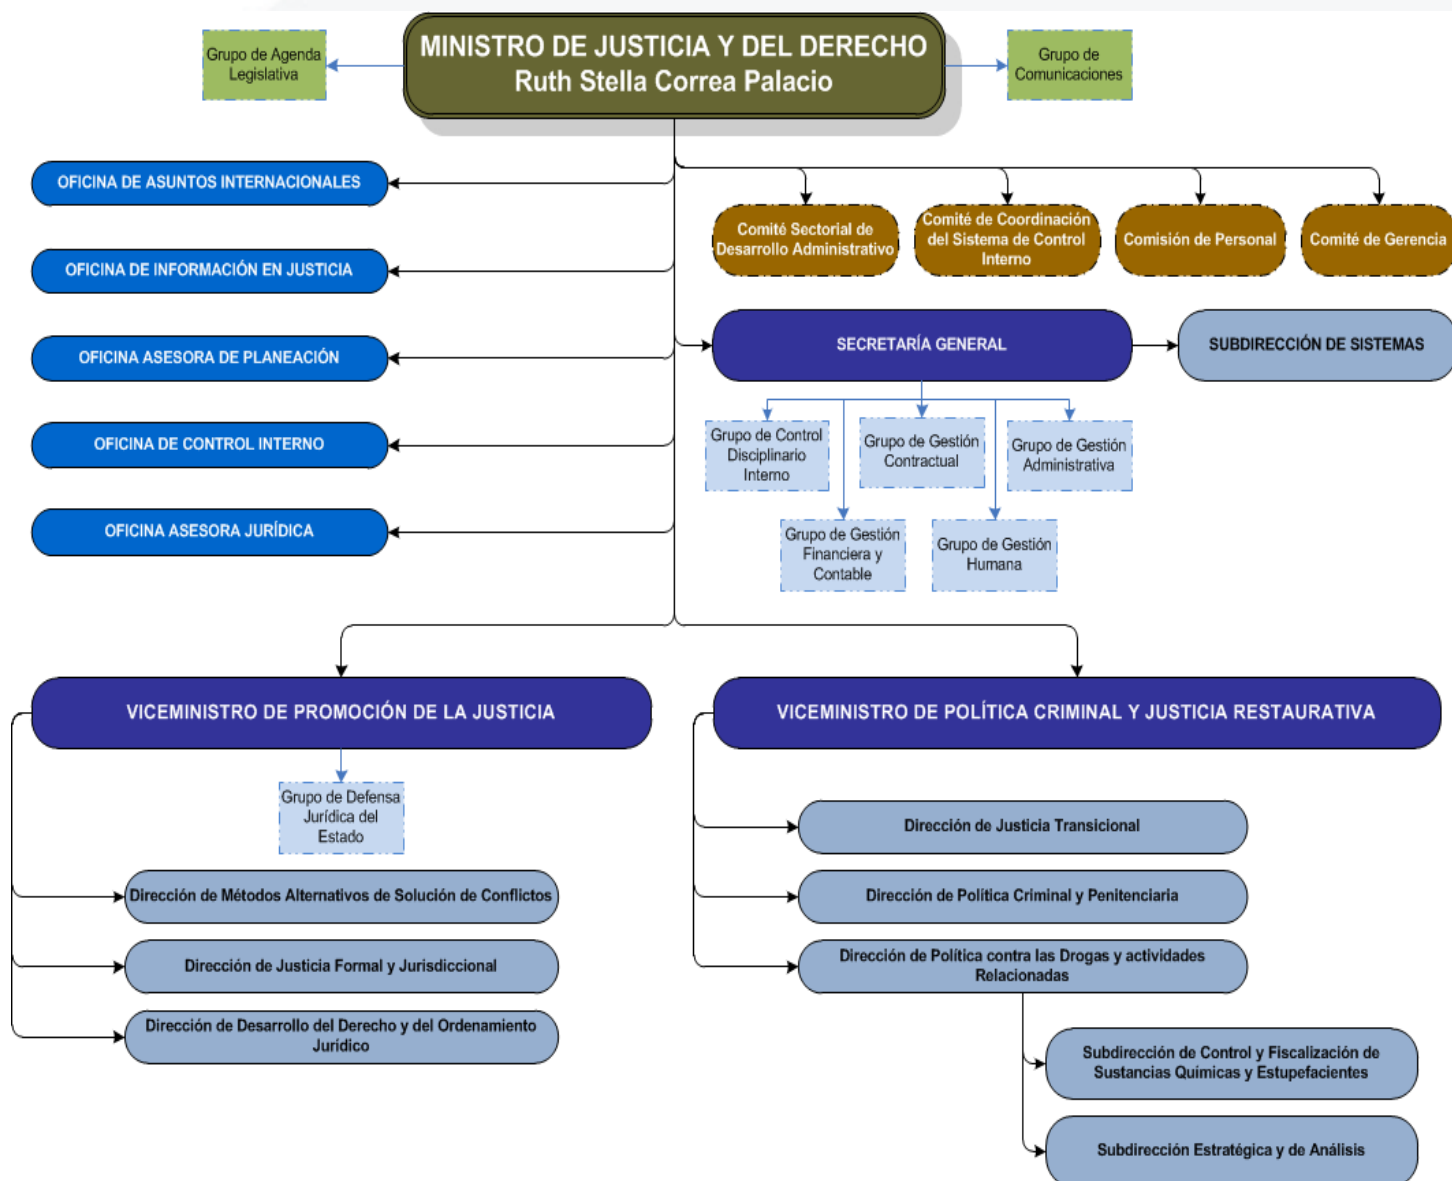 MINISTRO DE JUSTICIA Y DEL DERECHO
Ruth Stella Correa Palacio
Grupo de Agenda
Legislativa
Grupo de
Comunicaciones
OFICINA DE ASUNTOS INTERNACIONALES
OFICINA DE INFORMACIÓN EN JUSTICIA
OFICINA ASESORA DE PLANEACIÓN
OFICINA DE CONTROL INTERNO
OFICINA ASESORA JURÍDICA
Comité Sectorial de
Desarrollo Administrativo
Comité de Coordinación
del Sistema de Control
Interno
Comisión de Personal
Comité de Gerencia
SECRETARÍA GENERAL
SUBDIRECCIÓN DE SISTEMAS
Grupo de Control
Disciplinario
Interno
Grupo de Gestión
Contractual
Grupo de Gestión
Administrativa
Grupo de Gestión
Financiera y
Contable
Grupo de Gestión
Humana
VICEMINISTRO DE PROMOCIÓN DE LA JUSTICIA
Grupo de Defensa
Jurídica del
Estado
Dirección de Métodos Alternativos de Solución de Conflictos
Dirección de Justicia Formal y Jurisdiccional
Dirección de Desarrollo del Derecho y del Ordenamiento
Jurídico
VICEMINISTRO DE POLÍTICA CRIMINAL Y JUSTICIA RESTAURATIVA
Dirección de Justicia Transicional
Dirección de Política Criminal y Penitenciaria
Dirección de Política contra las Drogas y actividades
Relacionadas
Subdirección de Control y Fiscalización de
Sustancias Químicas y Estupefacientes
Subdirección Estratégica y de Análisis